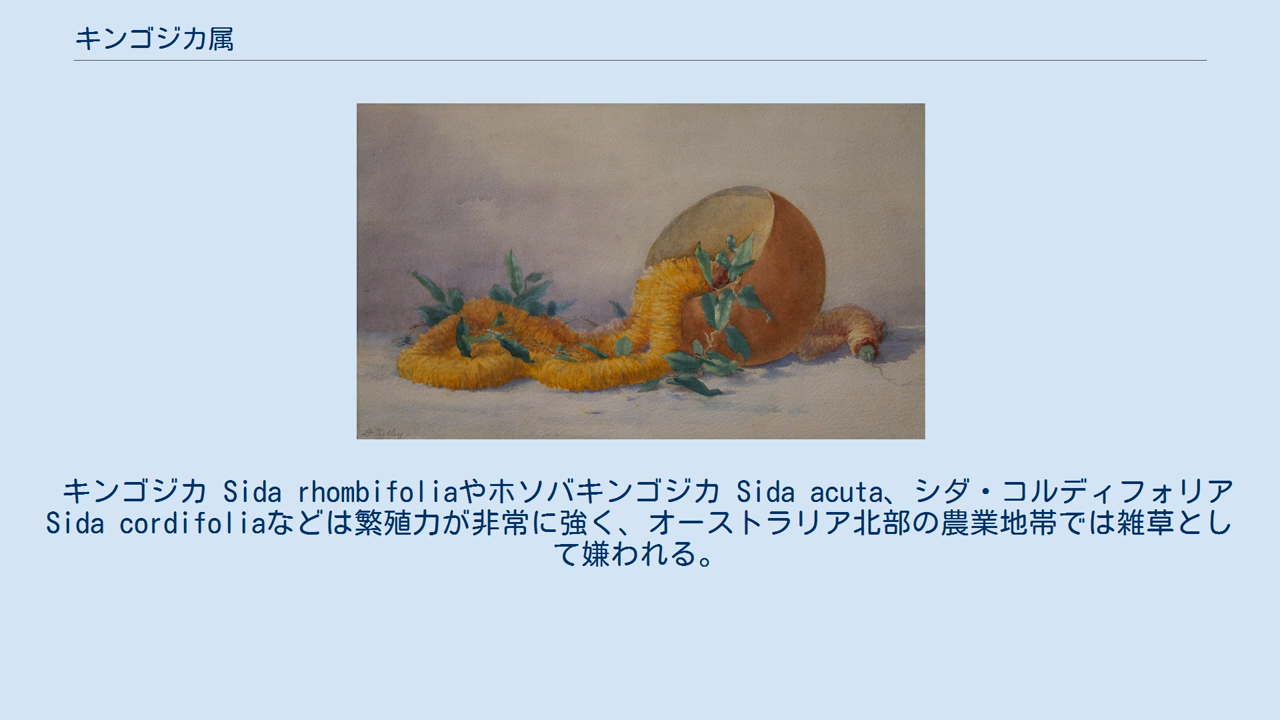 キンゴジカ属
キンゴジカ Sida rhombifoliaやホソバキンゴジカ Sida acuta、シダ・コルディフォリア
Sida cordifoliaなどは繁殖力が非常に強く、オーストラリア北部の農業地帯では雑草とし
て嫌われる。